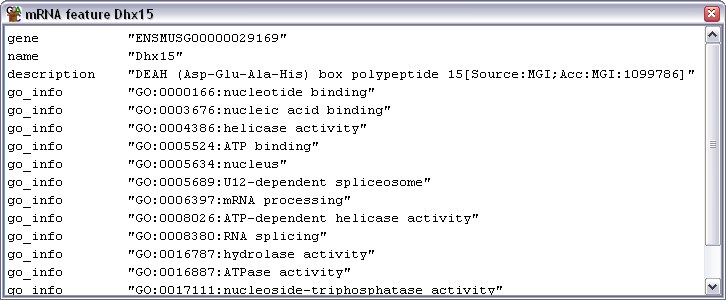 mRNA feature Dhx15
gene "ENSMUSG00000029169"
name "Dhx15"
description "DEAH (Asp-Glu-Ala-His) box polypeptide 15[Source:MGI;Acc:MGI:1099786]"
go_info "GO:0000166:nucleotide binding"
go_info "GO:0003676:nucleic acid binding"
go_info "GO:0004386:helicase activity"
go_info "GO:0005524:ATP binding"
go_info "GO:0005634:nucleus"
go_info "GO:0005689:U12-dependent spliceosome"
go_info "GO:0006397:mRNA processing"
go_info "GO:0008026:ATP-dependent helicase activity"
go_info "GO:0008380:RNA splicing"
go_info "GO:0016787:hydrolase activity"
go_info "GO:0016887:ATPase activity"
go_info "GO:0017111:nucleoside-triphosphatase activity"